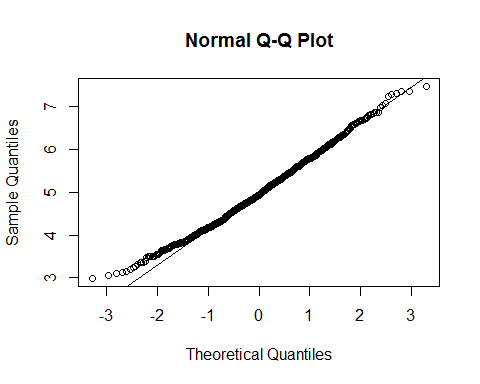 Normal Q-Q Plot
Sample Quantiles
7
6
5
4
3
-3 -2 -1 0 1 2 3
Theoretical Quantiles